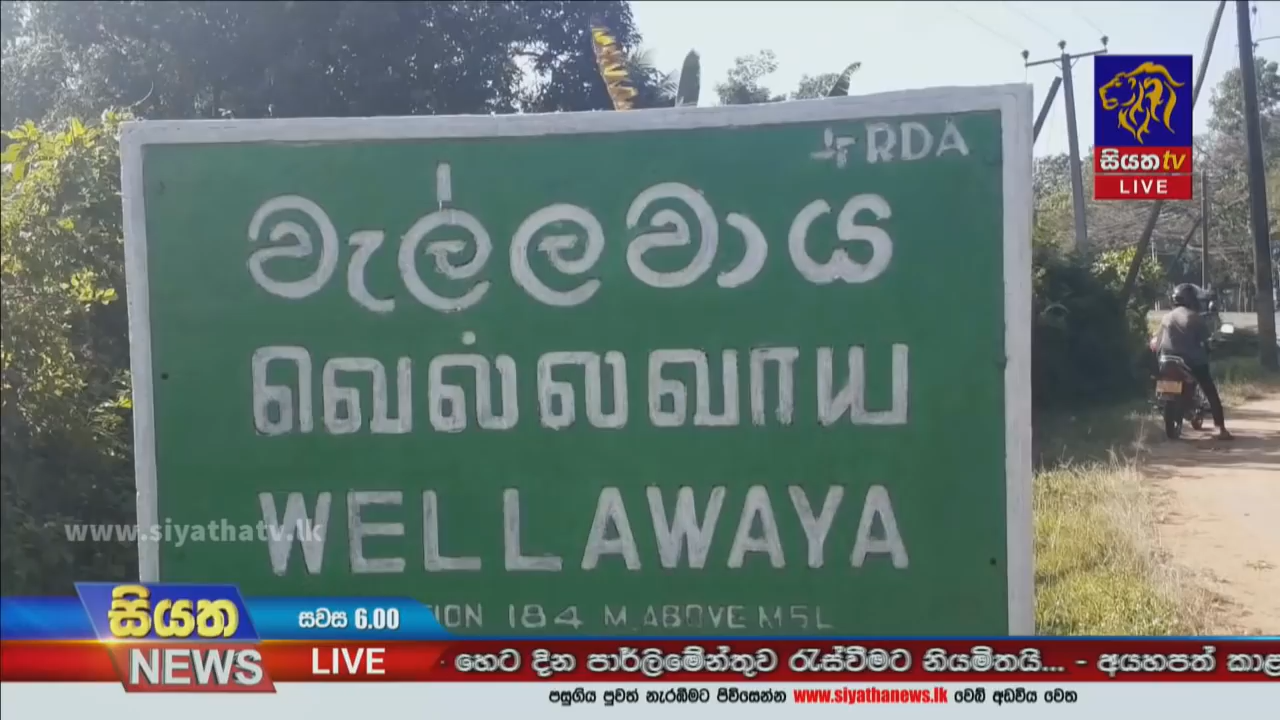 RDA
සියත tv
LIVE
වැල්ලවාය
வெல்லவாய
WELLAWAYA
www.siyathatv.lk
184 M.ABOVE MSL
සියත
සවස 6.00
NEWS
LIVE
හෙට දින පාර්ලිමේන්තුව රැස්වීමට නියමිතයි... - අයහපත් කාළ
පසුගිය පුවත් නැරඹීමට පිවිසෙන්න www.siyathanews.lk වෙබ් අඩවිය වෙත